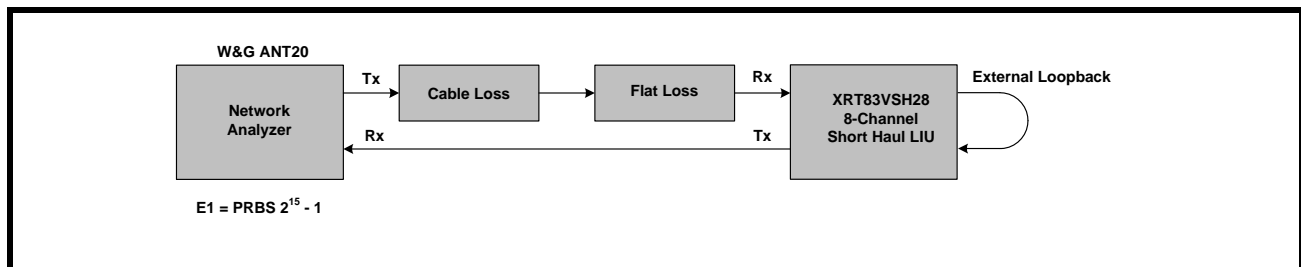 W&G ANT20
Network
Analyzer
Tx
Cable Loss
Flat Loss
Rx
XRT83VSH28
8-Channel
Short Haul LIU
External Loopback
Rx
Tx
E1 = PRBS 2^15 - 1